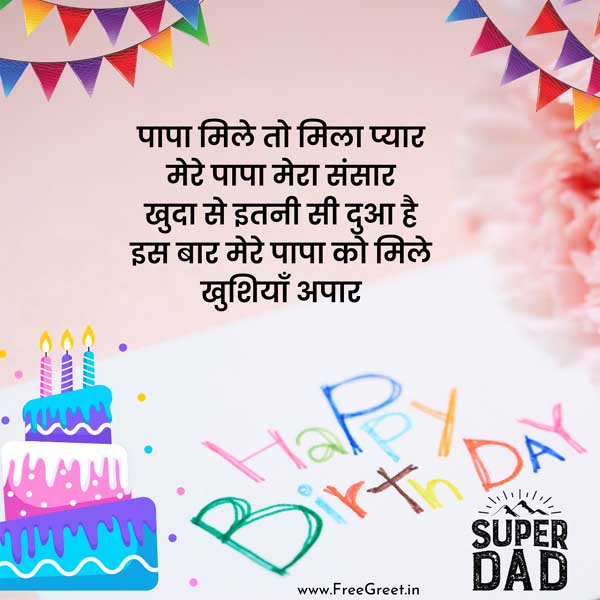 पापा मिले तो मिला प्यार
मेरे पापा मेरा संसार
खुदा से इतनी सी दुआ है
इस बार मेरे पापा को मिले
खुशियाँ अपार
HaPPY
BirthDAY
SUPER
DAD
www.FreeGreet.in